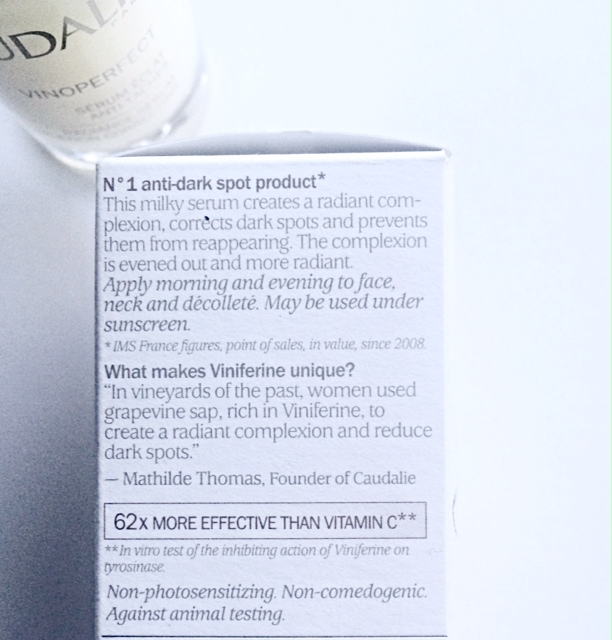 UDALI
VINOPERFECT
SÉRUM ÉCLAT
N°1 anti-dark spot product*
This milky serum creates a radiant com-
plexion, corrects dark spots and prevents
them from reappearing. The complexion
is evened out and more radiant.
Apply morning and evening to face,
neck and décolleté. May be used under
sunscreen.
* IMS France figures, point of sales, in value, since 2008.
What makes Viniferine unique?
“In vineyards of the past, women used
grapevine sap, rich in Viniferine, to
create a radiant complexion and reduce
dark spots.”
— Mathilde Thomas, Founder of Caudalie
62x MORE EFFECTIVE THAN VITAMIN C**
**In vitro test of the inhibiting action of Viniferine on
tyrosinase.
Non-photosensitizing. Non-comedogenic.
Against animal testing.